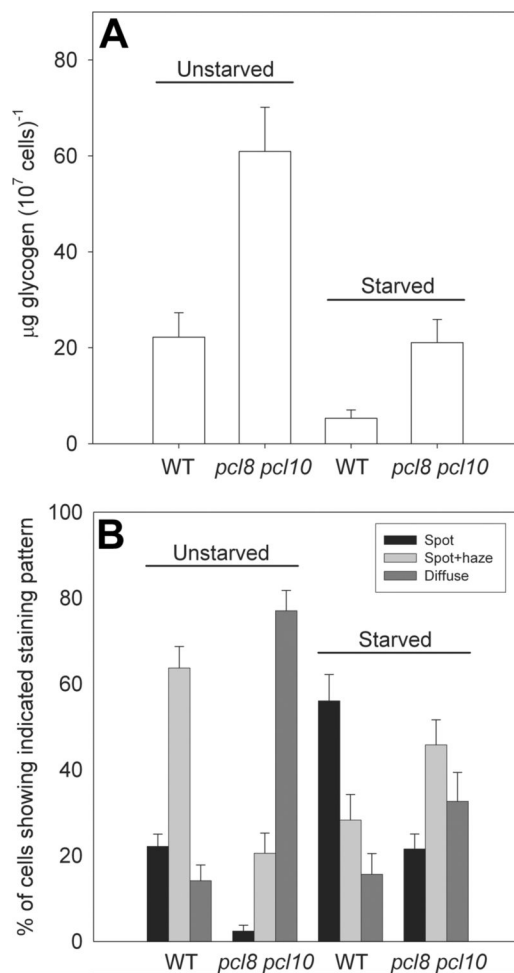 A
Unstarved
Starved
µg glycogen (10⁷ cells)⁻¹
80
60
40
20
0
WT pcl8 pcl10 WT pcl8 pcl10
B
Spot
Spot+haze
Diffuse
Unstarved
Starved
% of cells showing indicated staining pattern
100
80
60
40
20
0
WT pcl8 pcl10 WT pcl8 pcl10